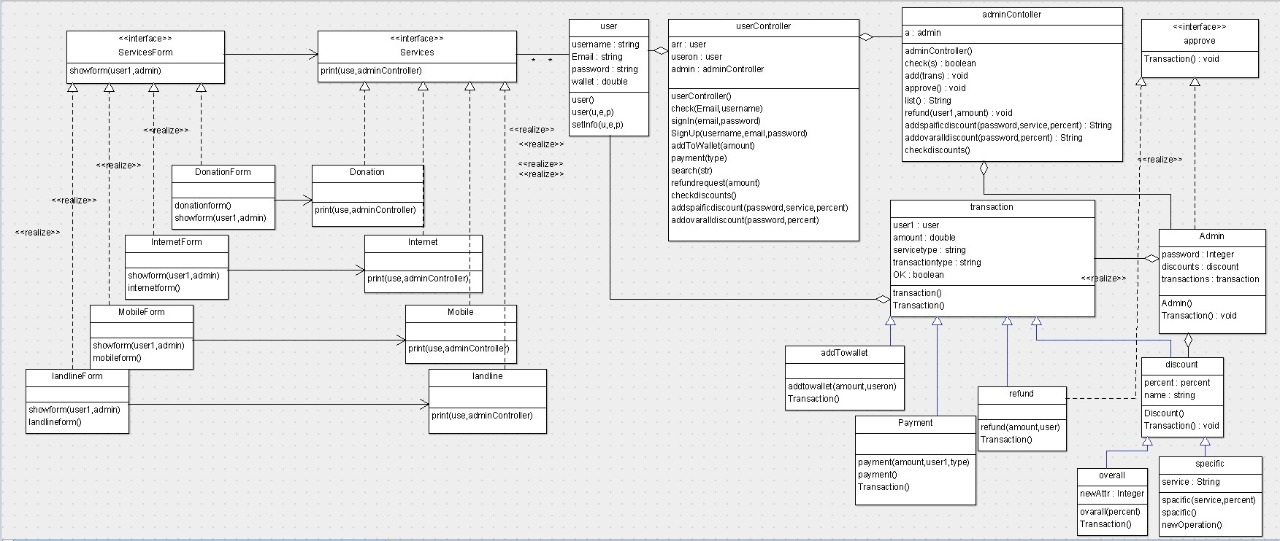 <<interface>>
ServicesForm
showform(user1,admin)
<<interface>>
Services
print(use,adminController)
user
username : string
Email : string
password : string
wallet : double
user()
user(u,e,p)
setInfo(u,e,p)
* *
userController
arr : user
useron : user
admin : adminController
userController()
check(Email,username)
signIn(email,password)
SignUp(username,email,password)
addToWallet(amount)
payment(type)
search(str)
refundrequest(amount)
checkdiscounts()
addspaificdiscount(password,service,percent)
addovaralldiscount(password,percent)
adminContoller
a : admin
adminController()
check(s) : boolean
add(trans) : void
approve() : void
list() : String
refund(user1,amount) : void
addspaificdiscount(password,service,percent) : String
addovaralldiscount(password,percent) : String
checkdiscounts()
<<interface>>
approve
Transaction() : void
<<realize>>
<<realize>>
<<realize>>
<<realize>>
<<realize>>
<<realize>>
<<realize>>
<<realize>>
<<realize>>
<<realize>>
DonationForm
donationform()
showform(user1,admin)
Donation
print(use,adminController)
InternetForm
showform(user1,admin)
internetform()
Internet
print(use,adminController)
MobileForm
showform(user1,admin)
mobileform()
Mobile
print(use,adminController)
landlineForm
showform(user1,admin)
landlineform()
landline
print(use,adminController)
transaction
user1 : user
amount : double
servicetype : string
transactiontype : string
OK : boolean
transaction()
Transaction()
Admin
password : Integer
discounts : discount
transactions : transaction
Admin()
Transaction() : void
addTowallet
addtowallet(amount,useron)
Transaction()
Payment
payment(amount,user1,type)
payment()
Transaction()
refund
refund(amount,user)
Transaction()
discount
percent : percent
name : string
Discount()
Transaction() : void
overall
newAttr : Integer
ovarall(percent)
Transaction()
specific
service : String
spacific(service,percent)
spacific()
newOperation()